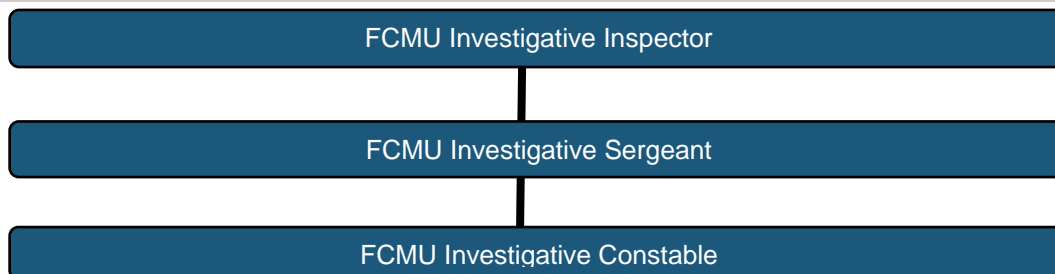 FCMU Investigative Inspector
FCMU Investigative Sergeant
FCMU Investigative Constable